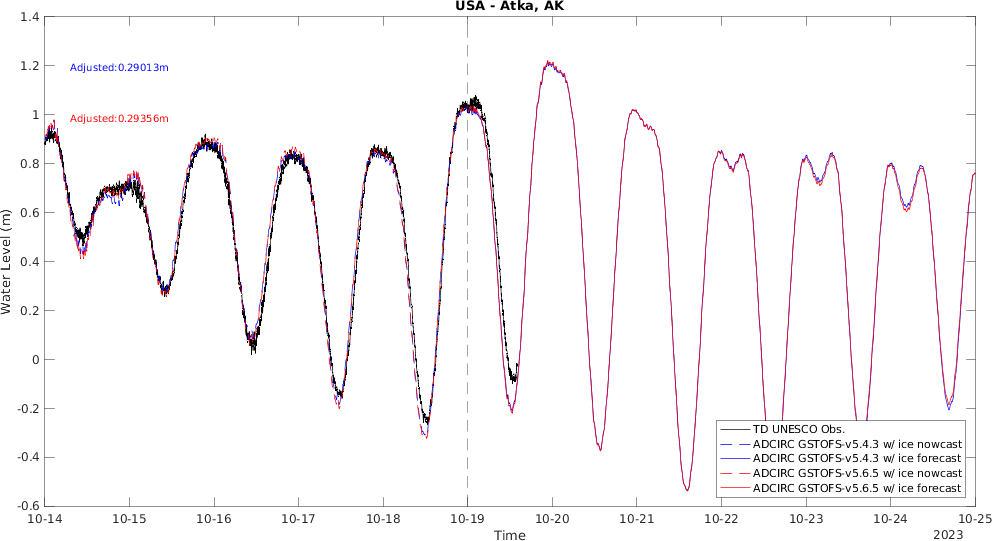 USA - Atka, AK
1.4
1.2
1
0.8
0.6
0.4
0.2
0
-0.2
-0.4
-0.6
Water Level (m)
Adjusted:0.29013m
Adjusted:0.29356m
TD UNESCO Obs.
ADCIRC GSTOFS-v5.4.3 w/ ice nowcast
ADCIRC GSTOFS-v5.4.3 w/ ice forecast
ADCIRC GSTOFS-v5.6.5 w/ ice nowcast
ADCIRC GSTOFS-v5.6.5 w/ ice forecast
10-14 10-15 10-16 10-17 10-18 10-19 10-20 10-21 10-22 10-23 10-24 10-25
Time
2023